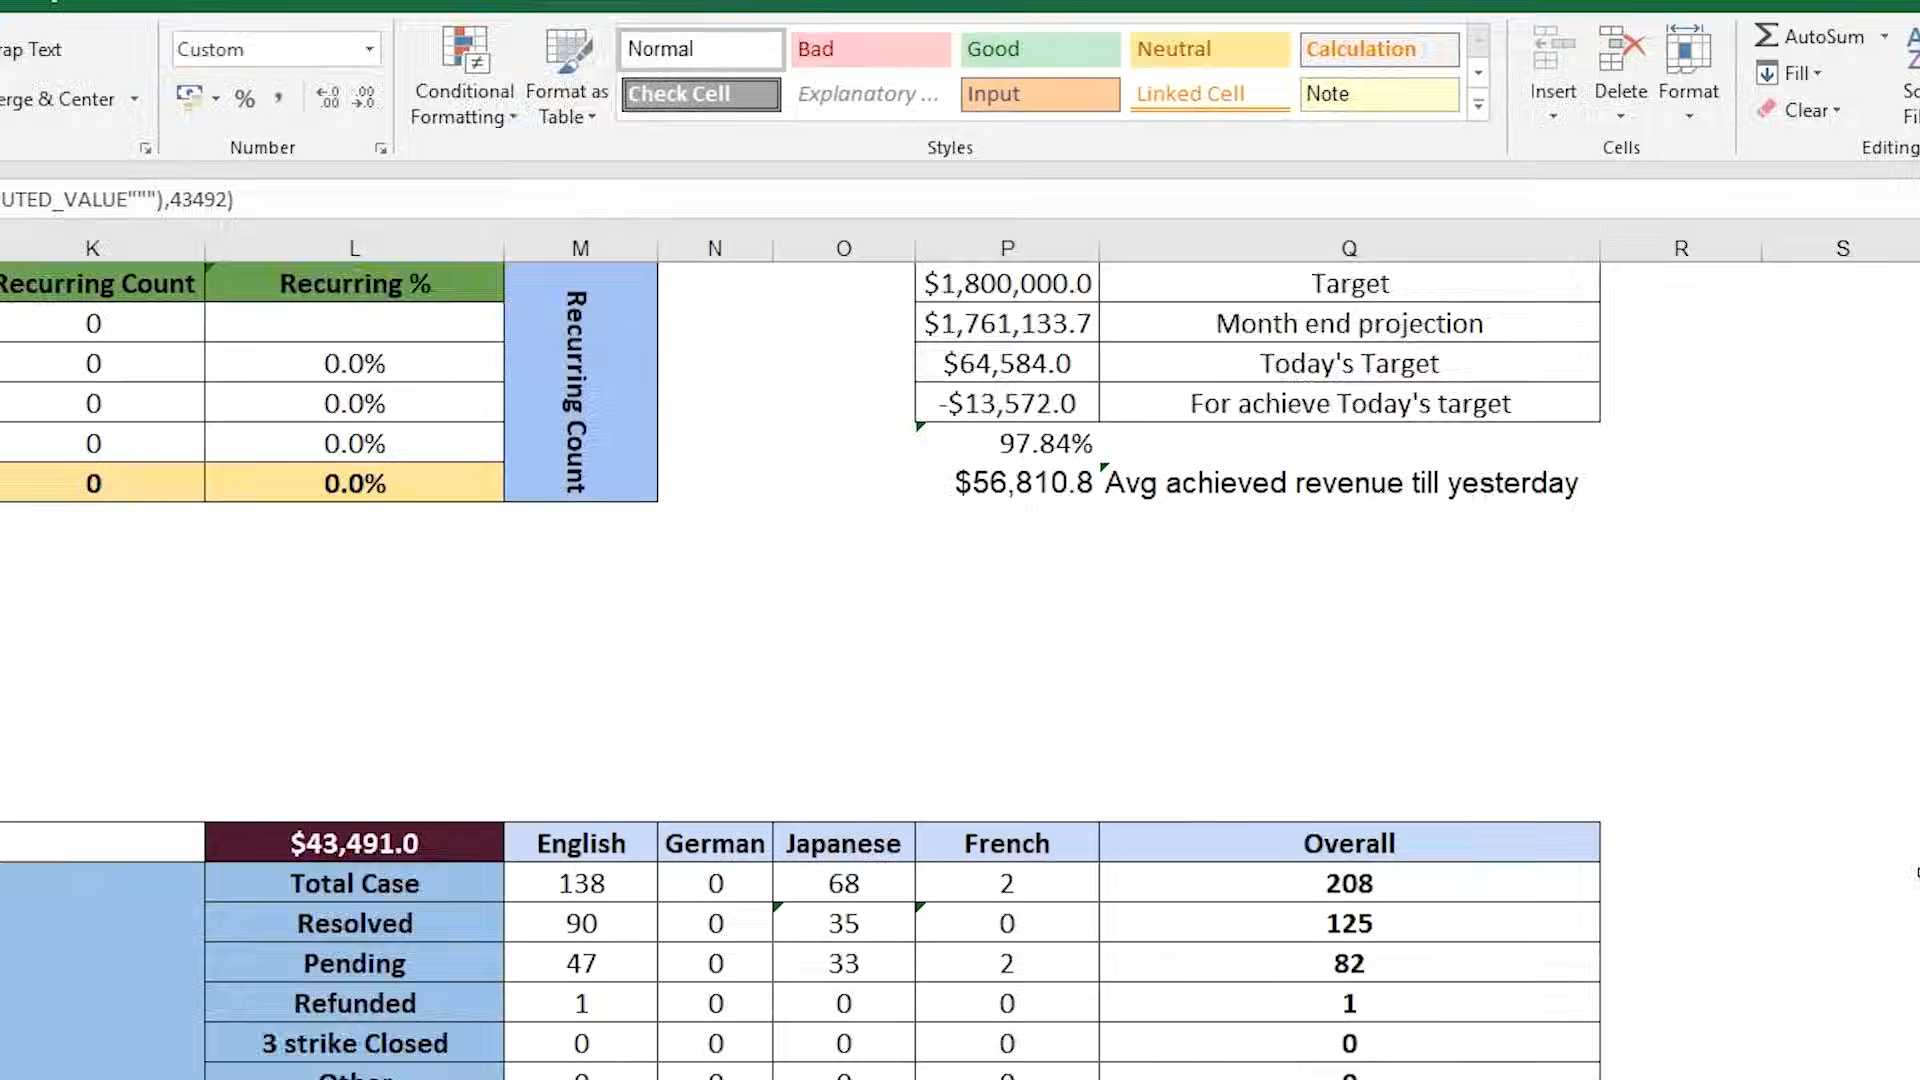 rap Text
Custom
erge & Center
% ,
Number
Conditional Formatting
Format as Table
Normal Bad Good Neutral Calculation
Check Cell Explanatory ... Input Linked Cell Note
Styles
Insert Delete Format
Cells
AutoSum
Fill
Clear
Editing
UTED_VALUE"""),43492)
K L M N O P Q R S
Recurring Count Recurring % Recurring Count $1,800,000.0 Target
0 $1,761,133.7 Month end projection
0 0.0% $64,584.0 Today's Target
0 0.0% -$13,572.0 For achieve Today's target
0 0.0% 97.84%
0 0.0% $56,810.8 Avg achieved revenue till yesterday
$43,491.0 English German Japanese French Overall
Total Case 138 0 68 2 208
Resolved 90 0 35 0 125
Pending 47 0 33 2 82
Refunded 1 0 0 0 1
3 strike Closed 0 0 0 0 0